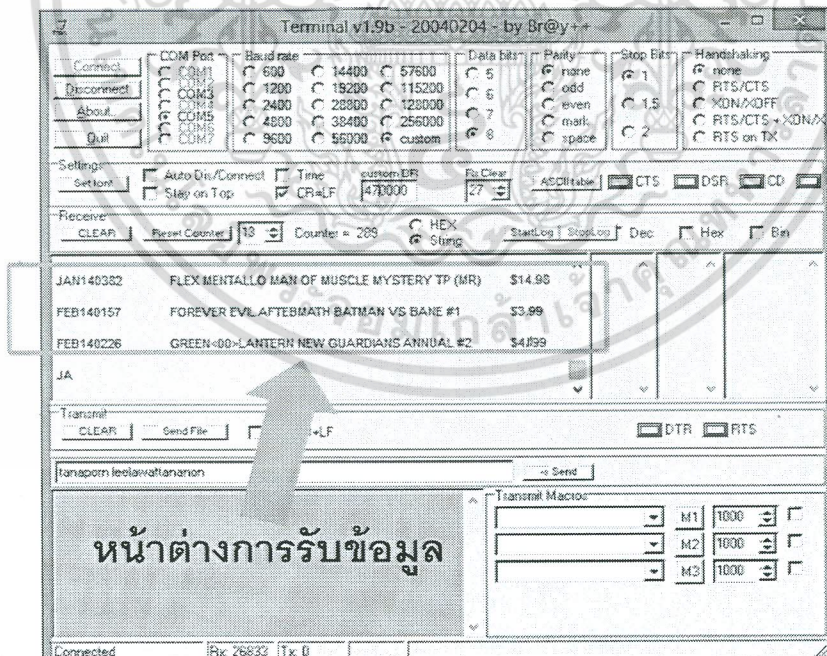 Terminal v1.9b - 20040204 - by Br@y++
Connect
Disconnect
About..
Quit
COM Port
COM1
COM3
COM5
COM6
COM7
Baud rate
600 14400 57600
1200 19200 115200
2400 28800 128000
4800 38400 256000
9600 56000 custom
Data bits
5
6
7
8
Parity
none
odd
even
mark
space
Stop Bits
1
1.5
2
Handshaking
none
RTS/CTS
XON/XOFF
RTS/CTS + XON/X
RTS on TX
Settings
Set font
Auto Dis/Connect Time
Stay on Top CR=LF
custom BR
470000
Rx Clear
27
ASCII table
CTS DSR CD
Receive
CLEAR Reset Counter 13 Counter = 289
HEX
String
StartLog StopLog Dec Hex Bin
JAN140382 FLEX MENTALLO MAN OF MUSCLE MYSTERY TP (MR) $14.98
FEB140157 FOREVER EVIL AFTERMATH BATMAN VS BANE #1 $3.99
FEB140226 GREEN<00>LANTERN NEW GUARDIANS ANNUAL #2
JA
Transmit
CLEAR Send File +LF DTR RTS
tanaporn leelawattananon -> Send
หน้าต่างการรับข้อมูล
Transmit Macros
M1 1000
M2 1000
M3 1000
Connected Rx: 26833 Tx: 0